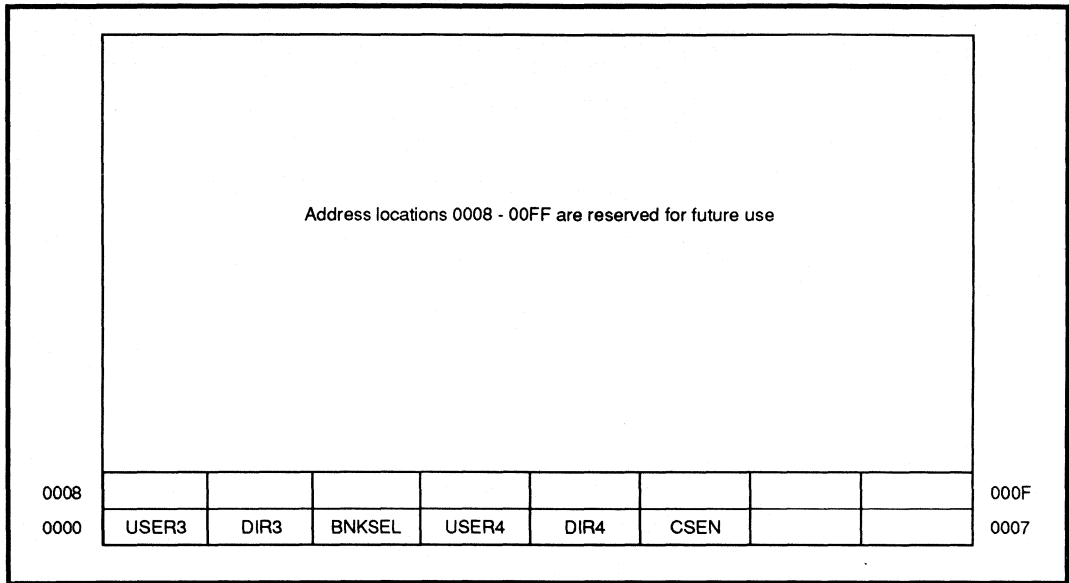 Address locations 0008 - 00FF are reserved for future use
0008 000F
0000 USER3 DIR3 BNKSEL USER4 DIR4 CSEN 0007